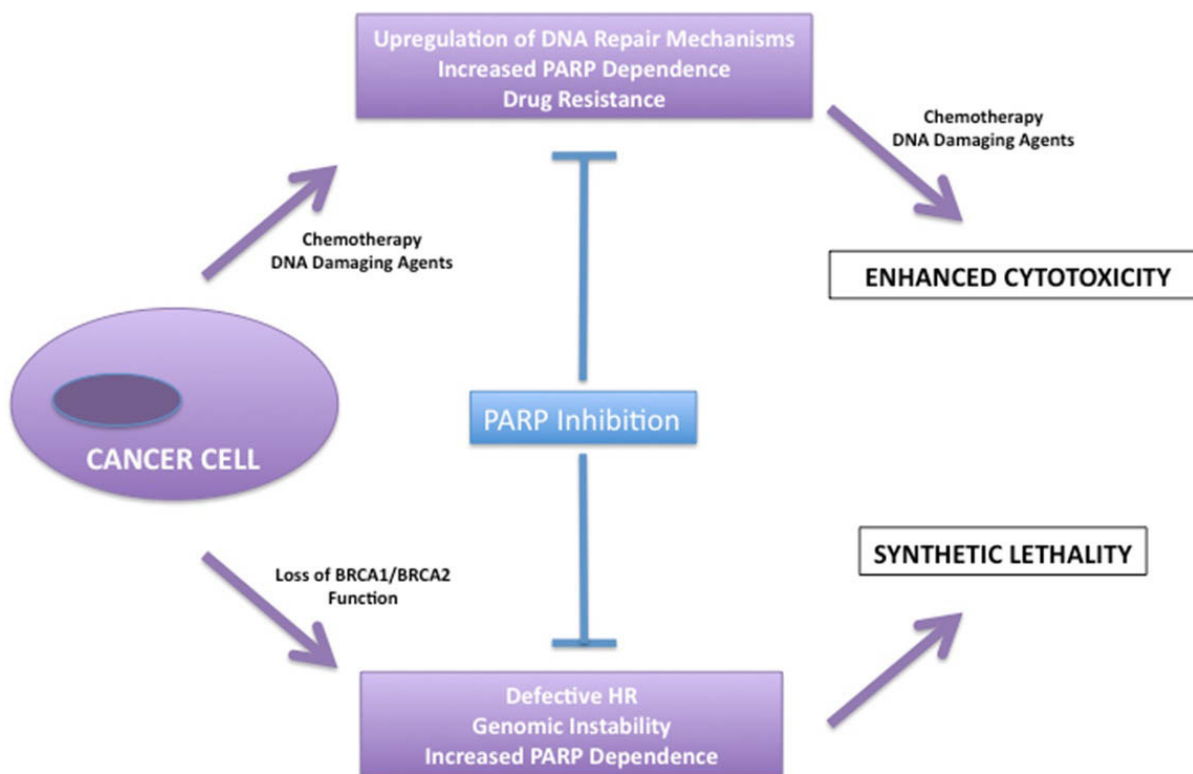 Upregulation of DNA Repair Mechanisms
Increased PARP Dependence
Drug Resistance
Chemotherapy
DNA Damaging Agents
Chemotherapy
DNA Damaging Agents
ENHANCED CYTOTOXICITY
PARP Inhibition
CANCER CELL
SYNTHETIC LETHALITY
Loss of BRCA1/BRCA2
Function
Defective HR
Genomic Instability
Increased PARP Dependence